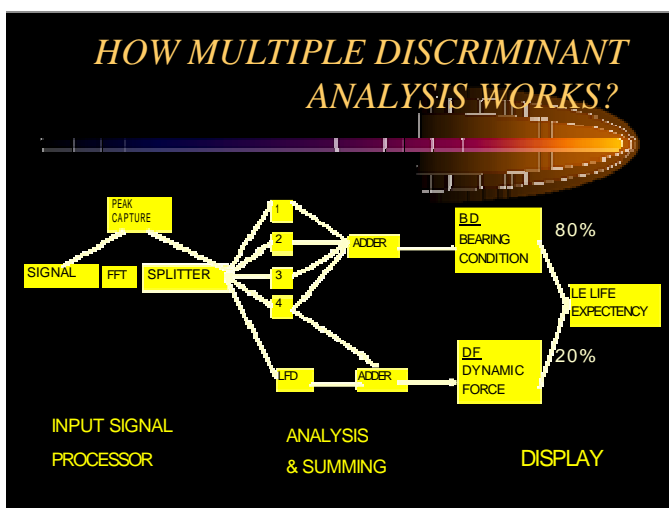 HOW MULTIPLE DISCRIMINANT
ANALYSIS WORKS?
PEAK
CAPTURE
SIGNAL
FFT
SPLITTER
1
2
3
4
LFD
ADDER
ADDER
BD
BEARING
CONDITION
DF
DYNAMIC
FORCE
80%
20%
LE LIFE
EXPECTENCY
INPUT SIGNAL
PROCESSOR
ANALYSIS
& SUMMING
DISPLAY